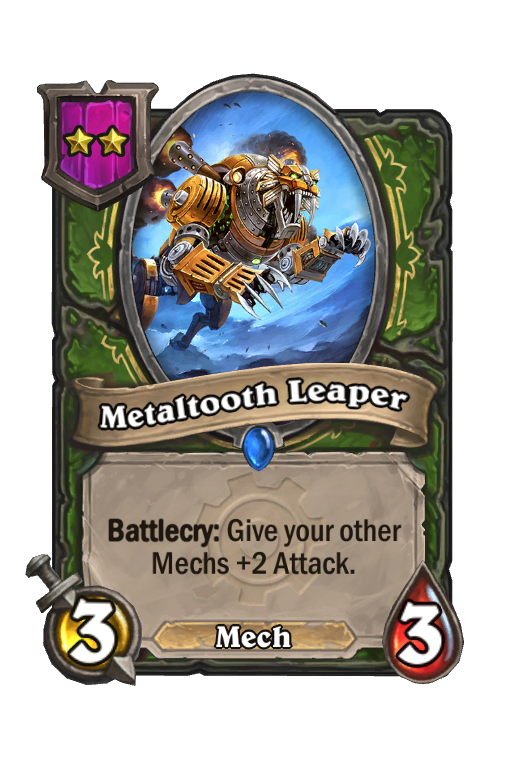 Metaltooth Leaper
Battlecry: Give your other
Mechs +2 Attack.
3
Mech
3